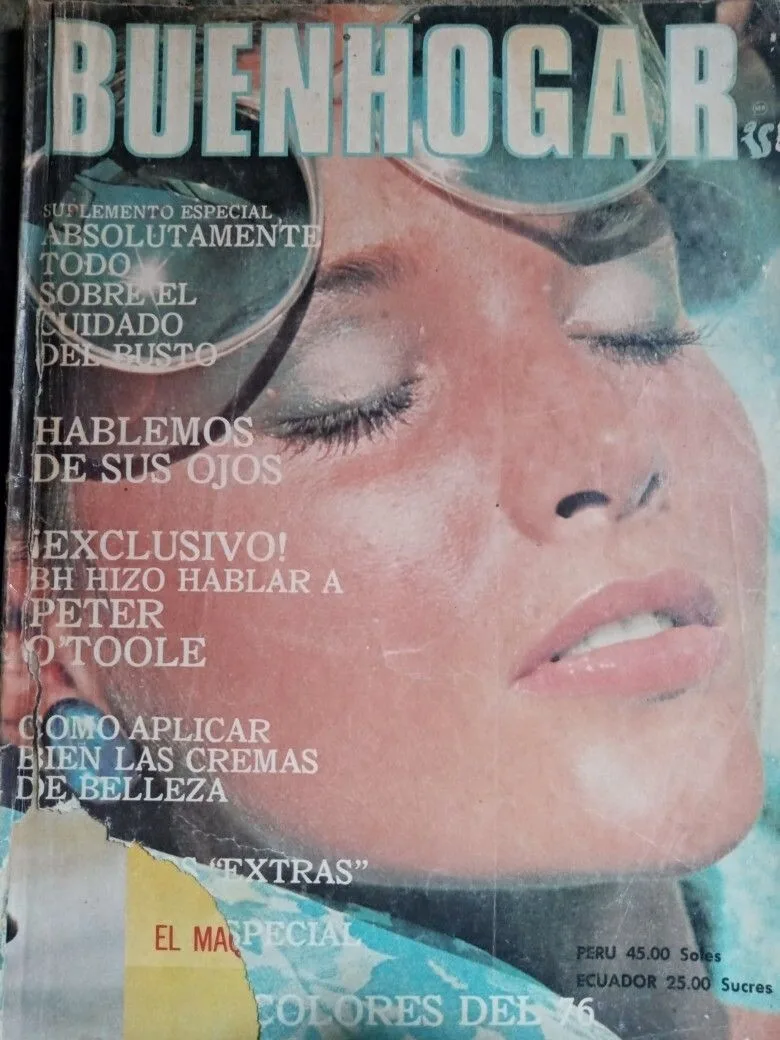 BUENHOGAR
SUPLEMENTO ESPECIAL
ABSOLUTAMENTE
TODO
SOBRE EL
CUIDADO
DEL BUSTO
HABLEMOS
DE SUS OJOS
¡EXCLUSIVO!
BH HIZO HABLAR A
PETER
O'TOOLE
COMO APLICAR
BIEN LAS CREMAS
DE BELLEZA
"EXTRAS"
EL
COLORES DEL 76
PERU 45.00 Soles
ECUADOR 25.00 Sucres